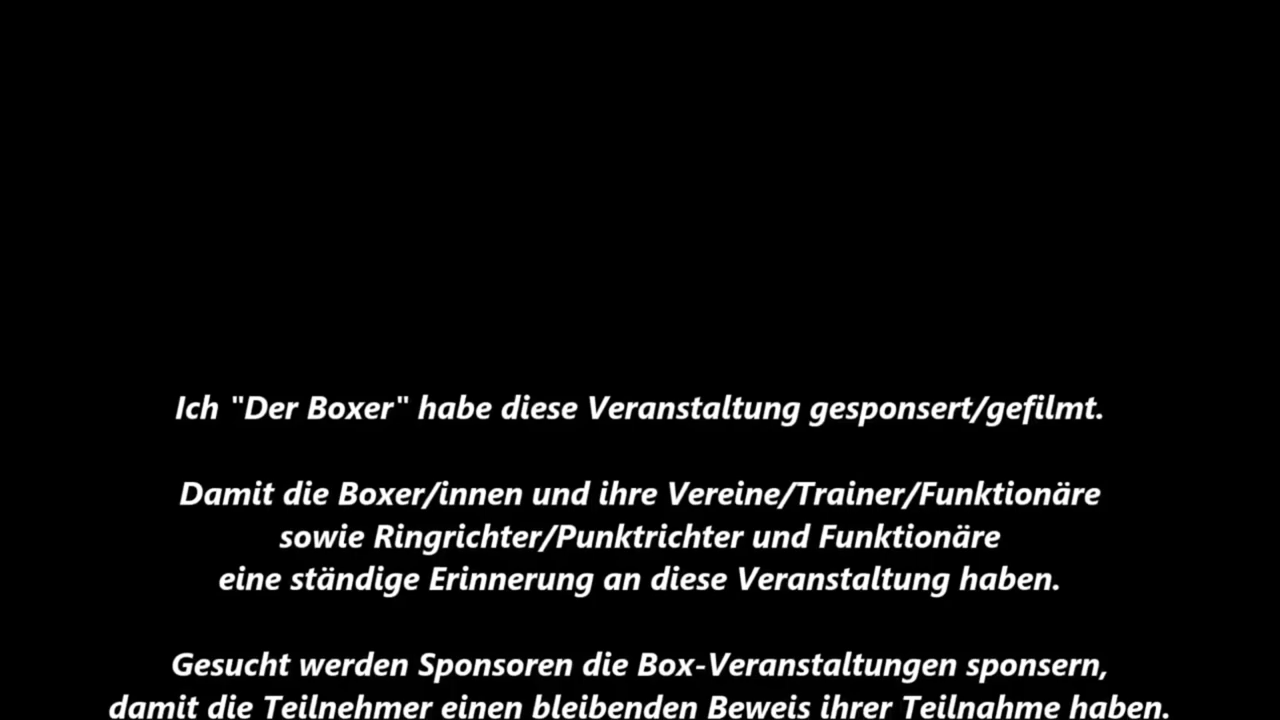 Ich "Der Boxer" habe diese Veranstaltung gesponsert/gefilmt.
Damit die Boxer/innen und ihre Vereine/Trainer/Funktionäre
sowie Ringrichter/Punktrichter und Funktionäre
eine ständige Erinnerung an diese Veranstaltung haben.
Gesucht werden Sponsoren die Box-Veranstaltungen sponsern,
damit die Teilnehmer einen bleibenden Beweis ihrer Teilnahme haben.